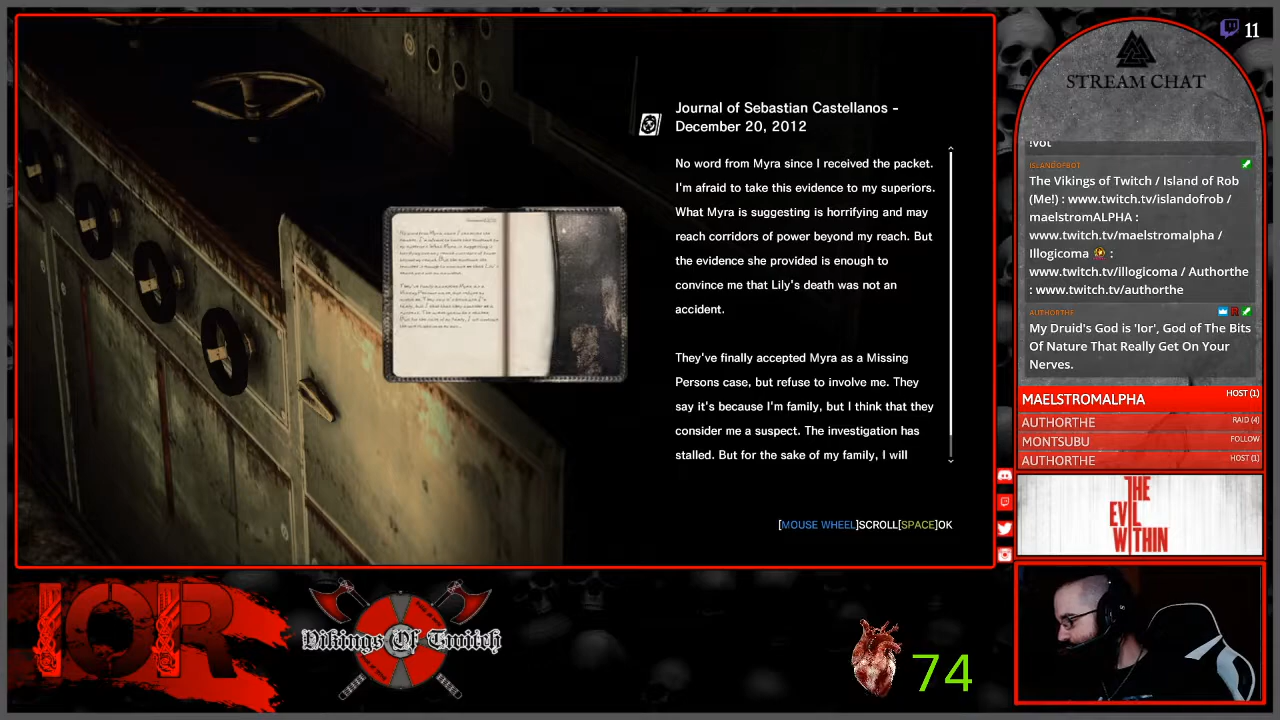 11
STREAM CHAT
!vot
ISLANDOFBOT
The Vikings of Twitch / Island of Rob
(Me!) : www.twitch.tv/islandofrob /
maelstromALPHA :
www.twitch.tv/maelstromalpha /
Illogicoma :
www.twitch.tv/illogicoma / Authorthe
: www.twitch.tv/authorthe
AUTHORTHE
My Druid's God is 'Ior', God of The Bits
Of Nature That Really Get On Your
Nerves.
MAELSTROMALPHA HOST (1)
AUTHORTHE RAID (4)
MONTSUBU FOLLOW
AUTHORTHE HOST (1)
THE
EVIL
WITHIN
Journal of Sebastian Castellanos -
December 20, 2012
No word from Myra since I received the packet.
I'm afraid to take this evidence to my superiors.
What Myra is suggesting is horrifying and may
reach corridors of power beyond my reach. But
the evidence she provided is enough to
convince me that Lily's death was not an
accident.
They've finally accepted Myra as a Missing
Persons case, but refuse to involve me. They
say it's because I'm family, but I think that they
consider me a suspect. The investigation has
stalled. But for the sake of my family, I will
[MOUSE WHEEL]SCROLL[SPACE]OK
IOR
Vikings Of Twitch
74